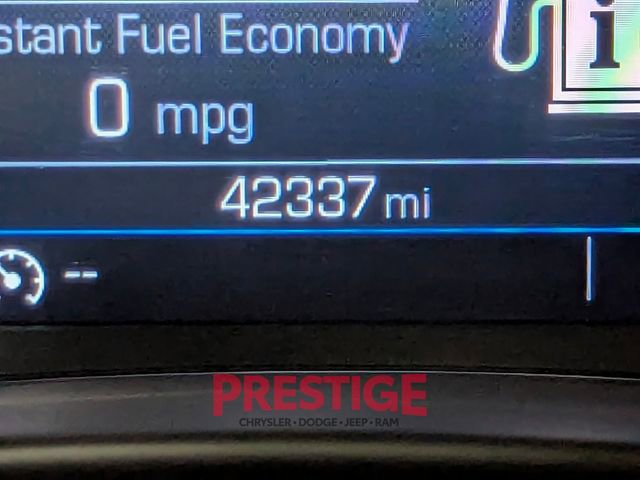 stant Fuel Economy
i
0 mpg
42337 mi
--
PRESTIGE
CHRYSLER • DODGE • JEEP • RAM